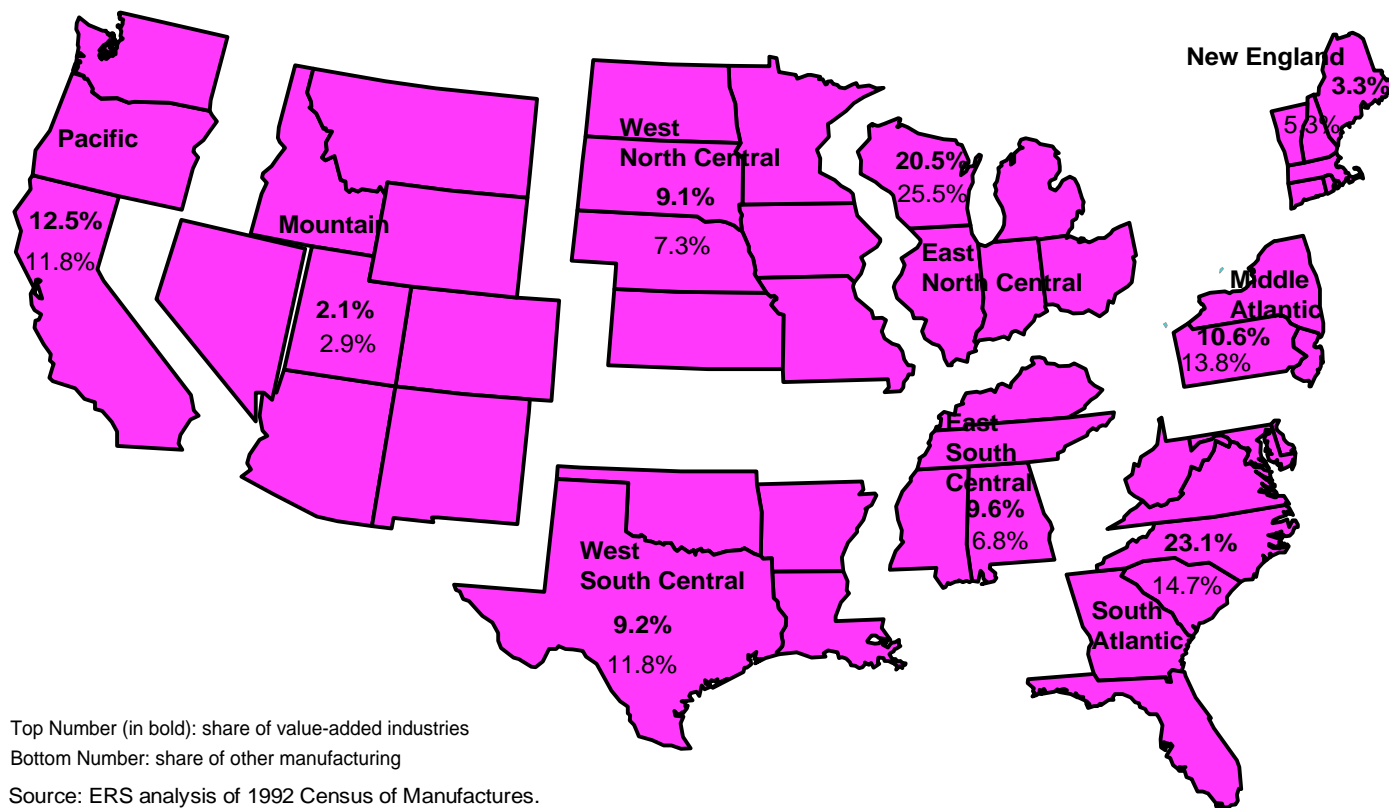 New England
3.3%
5.3%
Pacific
12.5%
11.8%
Mountain
2.1%
2.9%
West
North Central
9.1%
7.3%
20.5%
25.5%
East
North Central
Middle
Atlantic
10.6%
13.8%
East
South
Central
9.6%
6.8%
West
South Central
9.2%
11.8%
23.1%
14.7%
South
Atlantic
Top Number (in bold): share of value-added industries
Bottom Number: share of other manufacturing
Source: ERS analysis of 1992 Census of Manufactures.